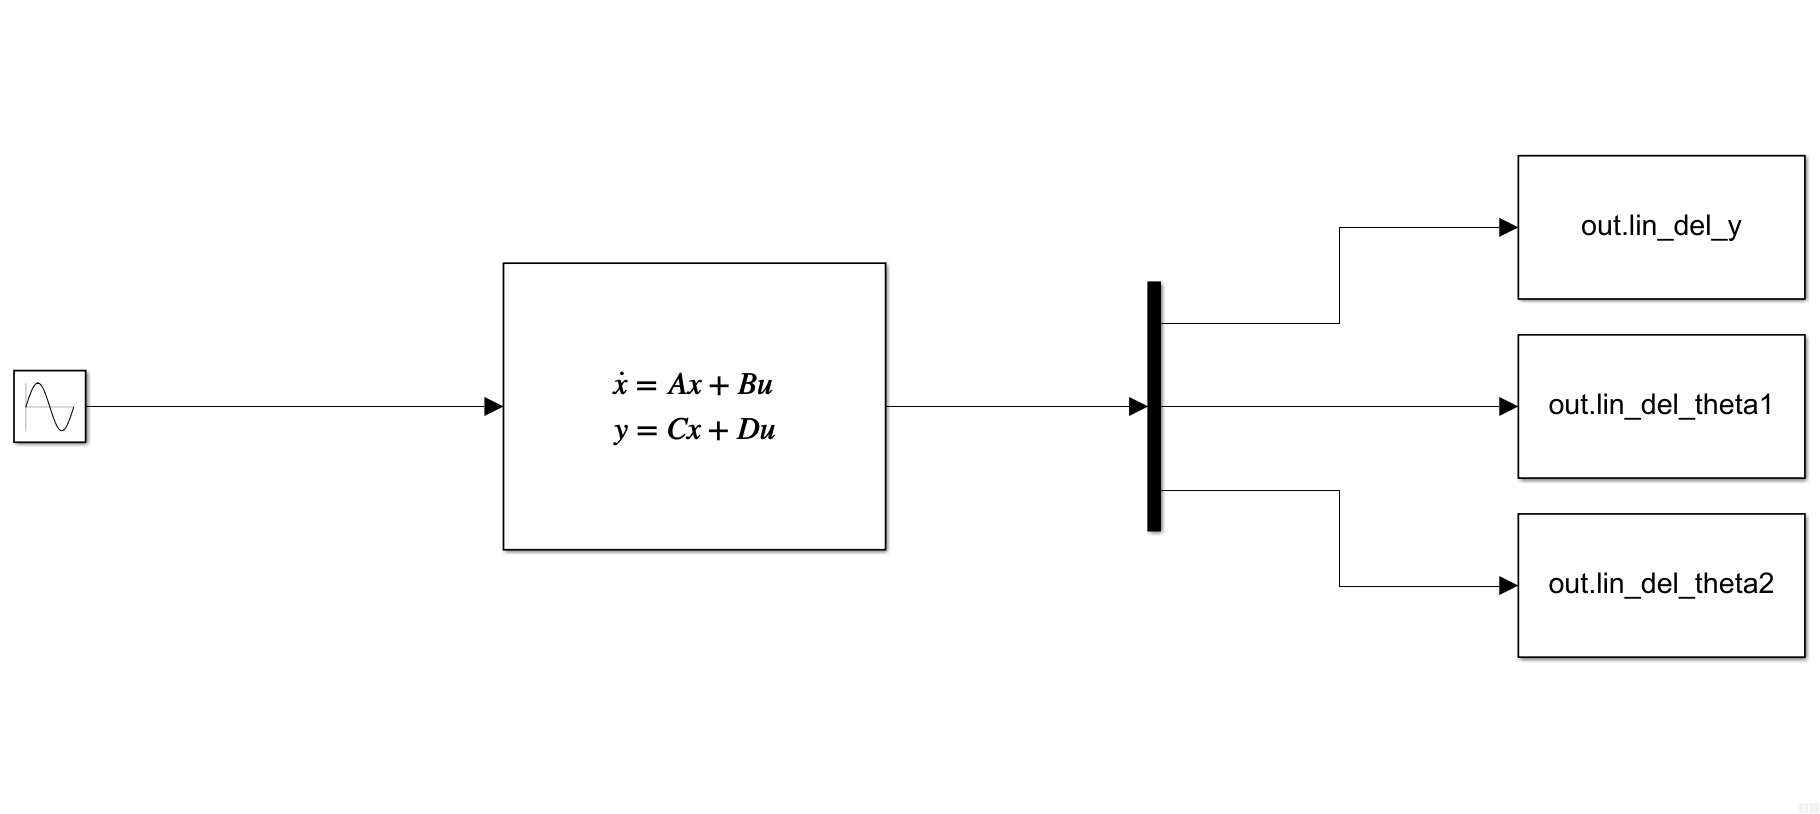 ẋ = Ax + Bu
y = Cx + Du
out.lin_del_y
out.lin_del_theta1
out.lin_del_theta2